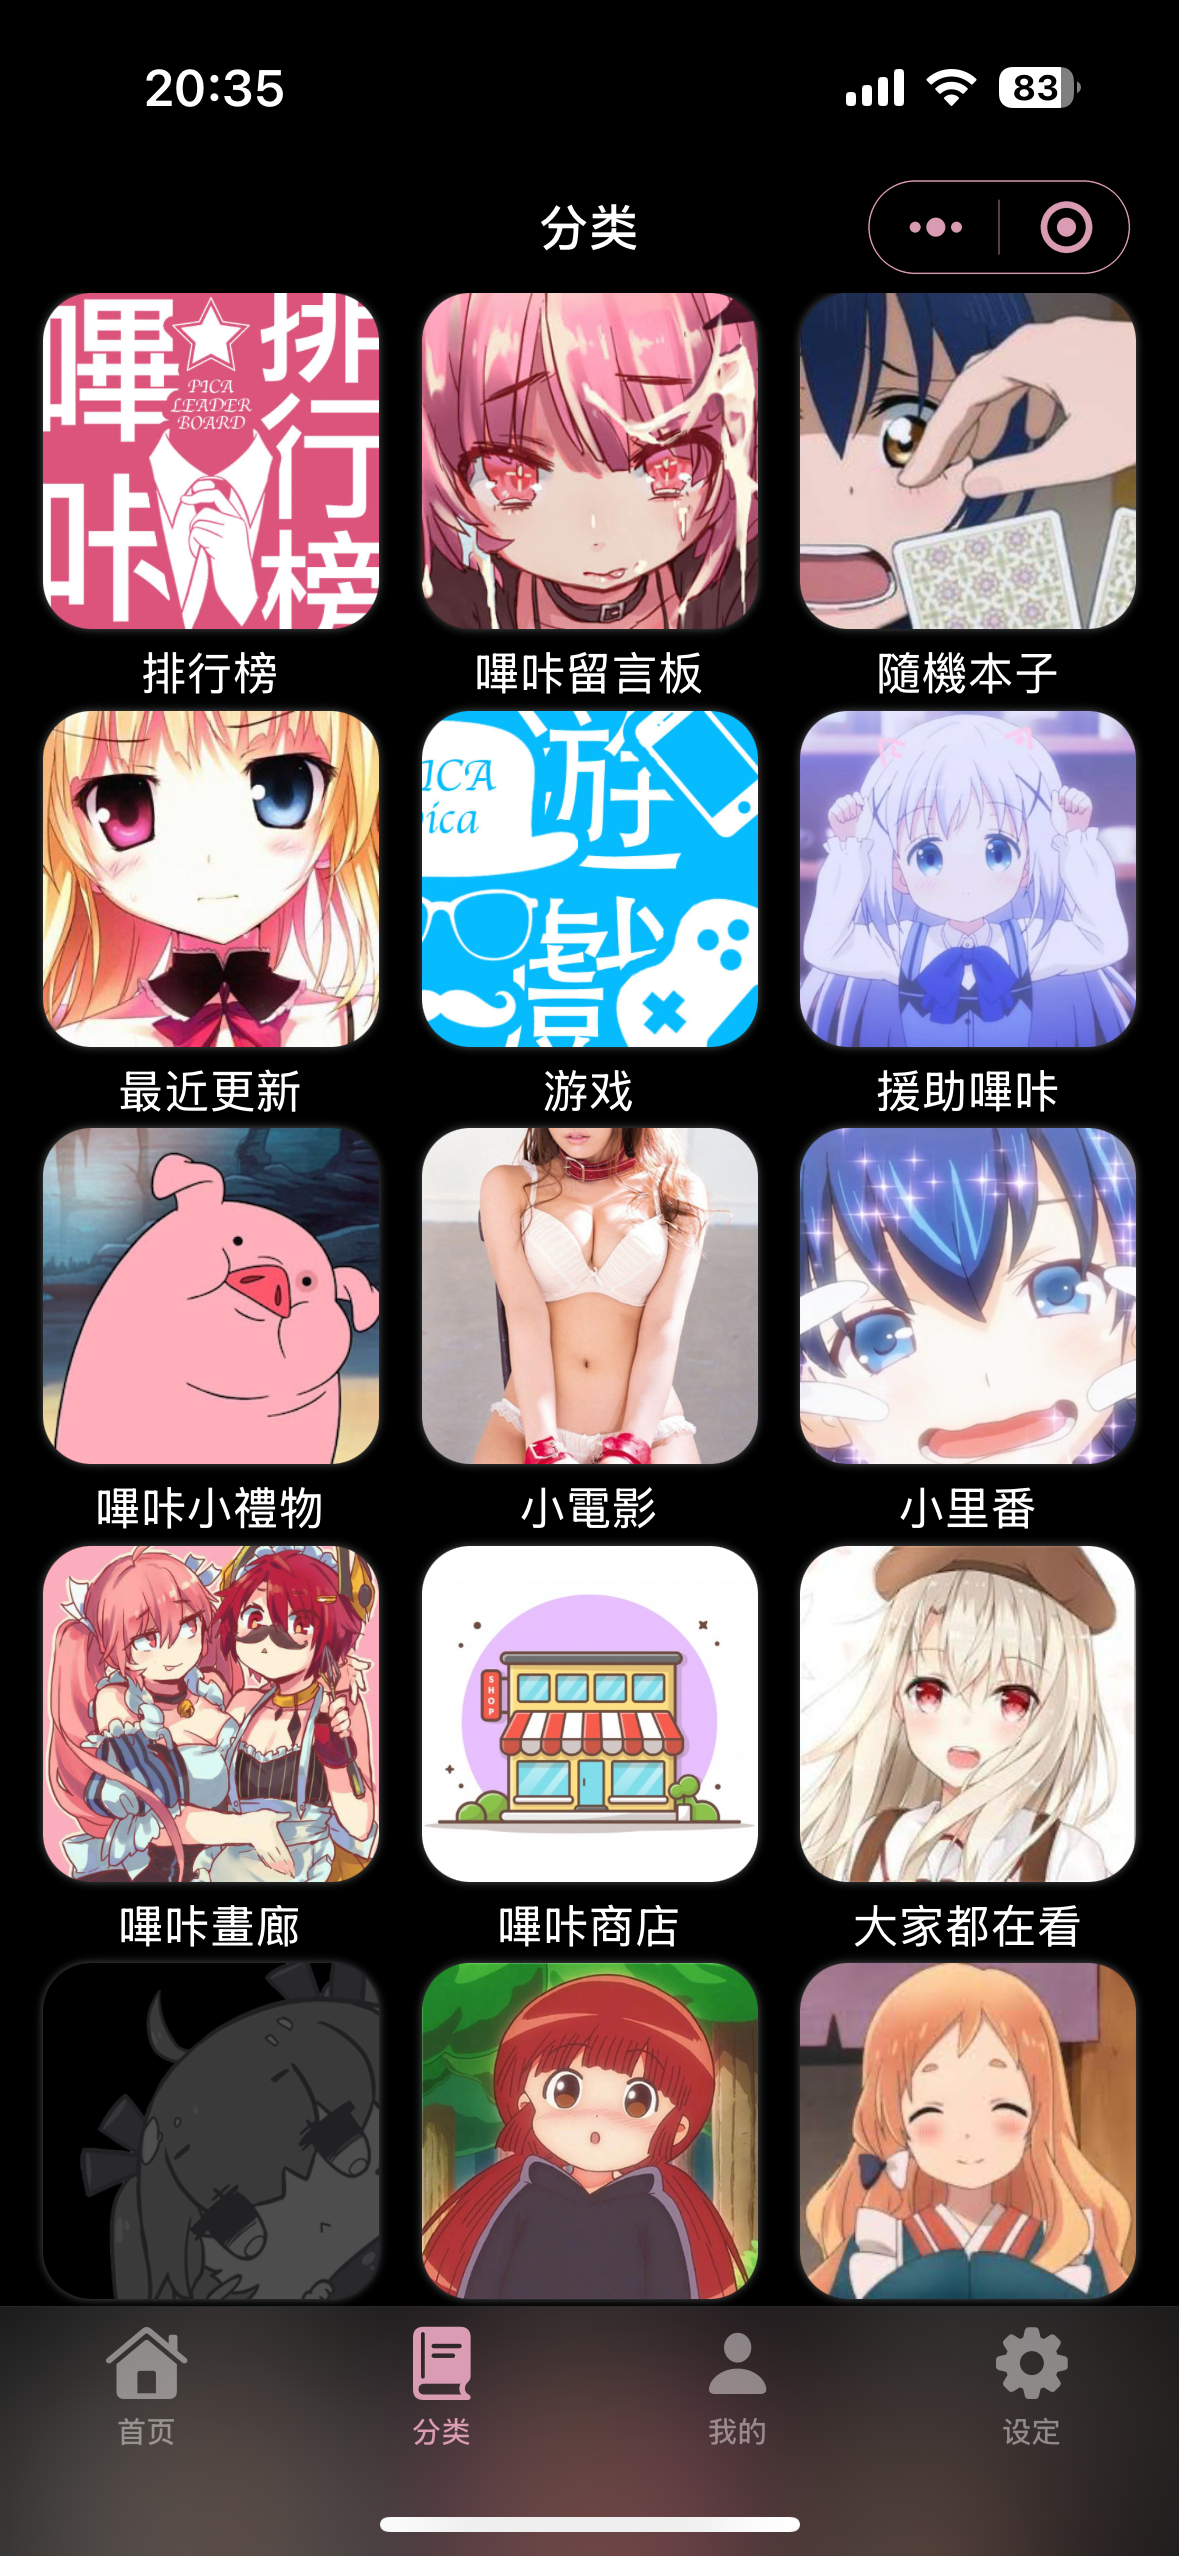 20:35
83
分类
嗶咔
排行榜
PICA
LEADER
BOARD
排行榜
嗶咔留言板
隨機本子
ICA
pica
遊戲
最近更新
游戏
援助嗶咔
嗶咔小禮物
小電影
小里番
SHOP
嗶咔畫廊
嗶咔商店
大家都在看
首页
分类
我的
设定